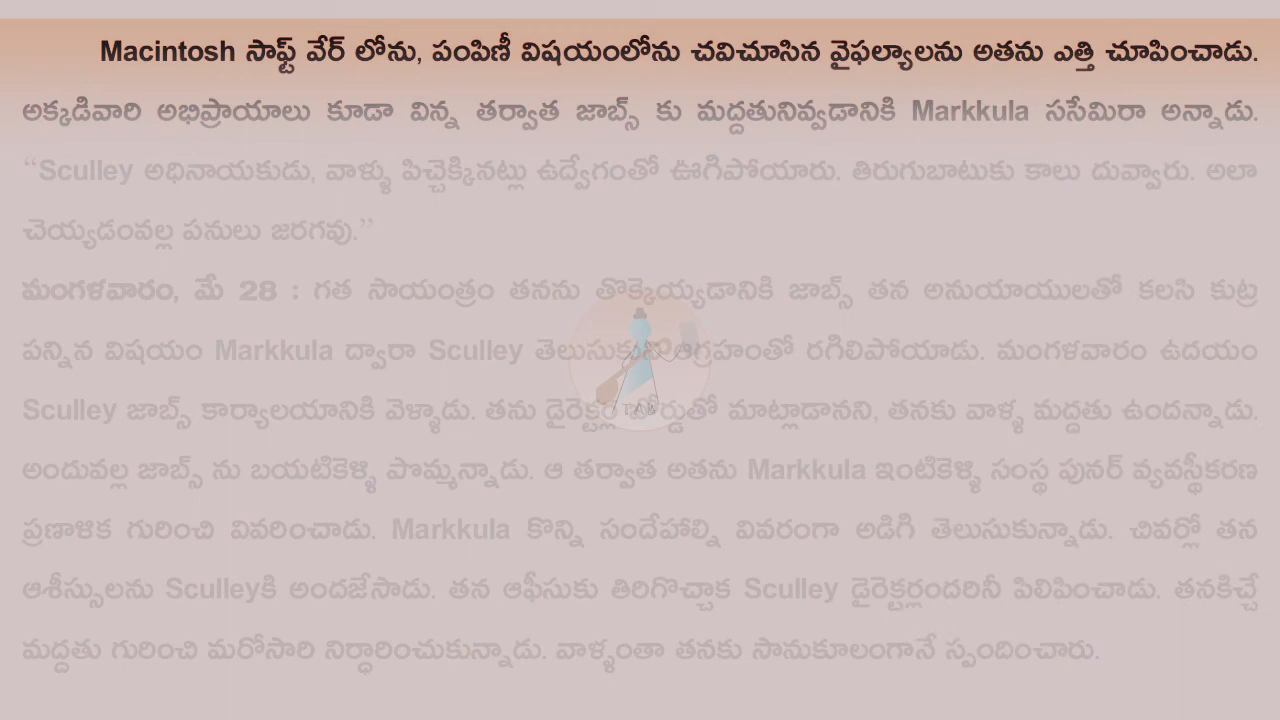 Macintosh సాఫ్ట్ వేర్ లోను, పంపిణీ విషయంలోను చవిచూసిన వైఫల్యాలను అతను ఎత్తి చూపించాడు.
అక్కడివారి అభిప్రాయాలు కూడా విన్న తర్వాత జాబ్స్ కు మద్దతునివ్వడానికి Markkula ససేమిరా అన్నాడు.
“Sculley అధినాయకుడు, వాళ్ళు పిచ్చెక్కినట్లు ఉద్వేగంతో ఊగిపోయారు. తిరుగుబాటుకు కాలు దువ్వారు. అలా
చెయ్యడంవల్ల పనులు జరగవు.”
మంగళవారం, మే 28 : గత సాయంత్రం తనను తొక్కెయ్యడానికి జాబ్స్ తన అనుయాయులతో కలసి కుట్ర
పన్నిన విషయం Markkula ద్వారా Sculley తెలుసుకుని ఆగ్రహంతో రగిలిపోయాడు. మంగళవారం ఉదయం
Sculley జాబ్స్ కార్యాలయానికి వెళ్ళాడు. తను డైరెక్టర్ల బోర్డుతో మాట్లాడానని, తనకు వాళ్ళ మద్దతు ఉందన్నాడు.
అందువల్ల జాబ్స్ ను బయటికెళ్ళి పొమ్మన్నాడు. ఆ తర్వాత అతను Markkula ఇంటికెళ్ళి సంస్థ పునర్ వ్యవస్థీకరణ
ప్రణాళిక గురించి వివరించాడు. Markkula కొన్ని సందేహాల్ని వివరంగా అడిగి తెలుసుకున్నాడు. చివర్లో తన
ఆశీస్సులను Sculleyకి అందజేసాడు. తన ఆఫీసుకు తిరిగొచ్చాక Sculley డైరెక్టర్లందరినీ పిలిపించాడు. తనకిచ్చే
మద్దతు గురించి మరోసారి నిర్ధారించుకున్నాడు. వాళ్ళంతా తనకు సానుకూలంగానే స్పందించారు.